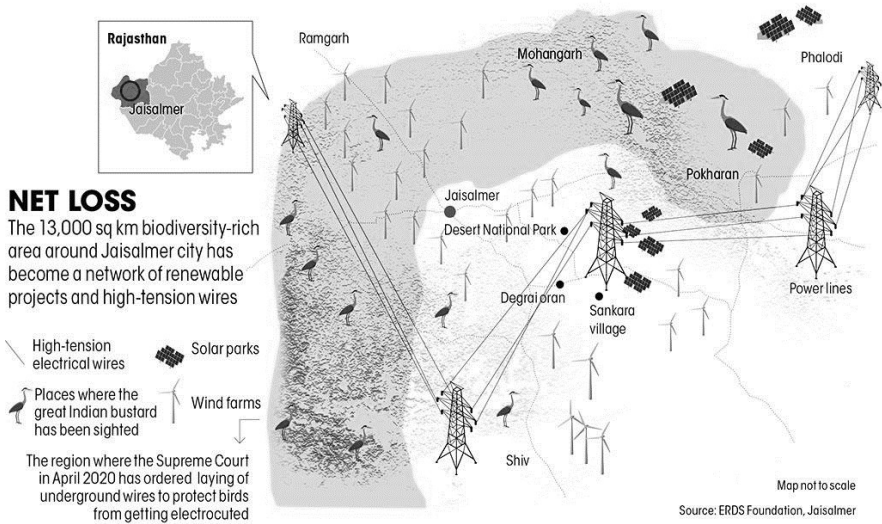 Rajasthan
Jaisalmer
Ramgarh
Mohangarh
Phalodi
Pokharan
NET LOSS
The 13,000 sq km biodiversity-rich
area around Jaisalmer city has
become a network of renewable
projects and high-tension wires
Jaisalmer
Desert National Park
Degrai oran
Sankara
village
Power lines
High-tension
electrical wires
Solar parks
Places where the
great Indian bustard
has been sighted
Wind farms
The region where the Supreme Court
in April 2020 has ordered laying of
underground wires to protect birds
from getting electrocuted
Shiv
Map not to scale
Source: ERDS Foundation, Jaisalmer